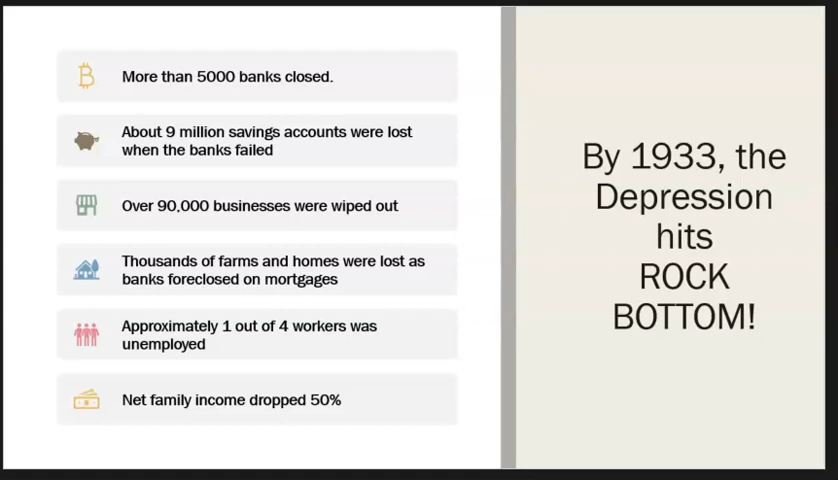 More than 5000 banks closed.
About 9 million savings accounts were lost
when the banks failed
Over 90,000 businesses were wiped out
Thousands of farms and homes were lost as
banks foreclosed on mortgages
Approximately 1 out of 4 workers was
unemployed
Net family income dropped 50%
By 1933, the
Depression
hits
ROCK
BOTTOM!